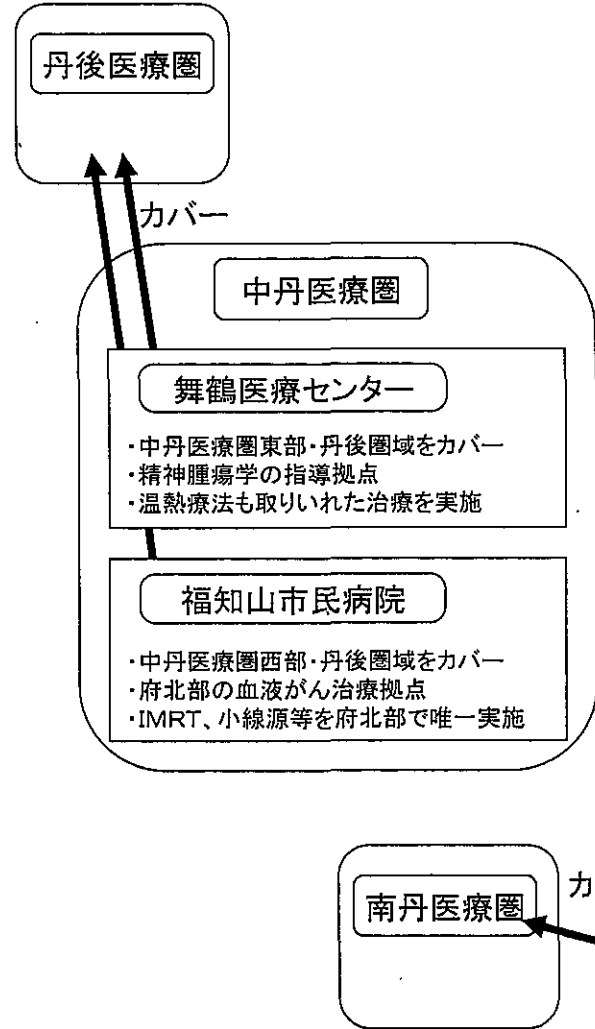 丹後医療圏
カバー
中丹医療圏
舞鶴医療センター
・中丹医療圏東部・丹後圏域をカバー
・精神腫瘍学の指導拠点
・温熱療法も取りいれた治療を実施
福知山市民病院
・中丹医療圏西部・丹後圏域をカバー
・府北部の血液がん治療拠点
・IMRT、小線源等を府北部で唯一実施
カ
南丹医療圏